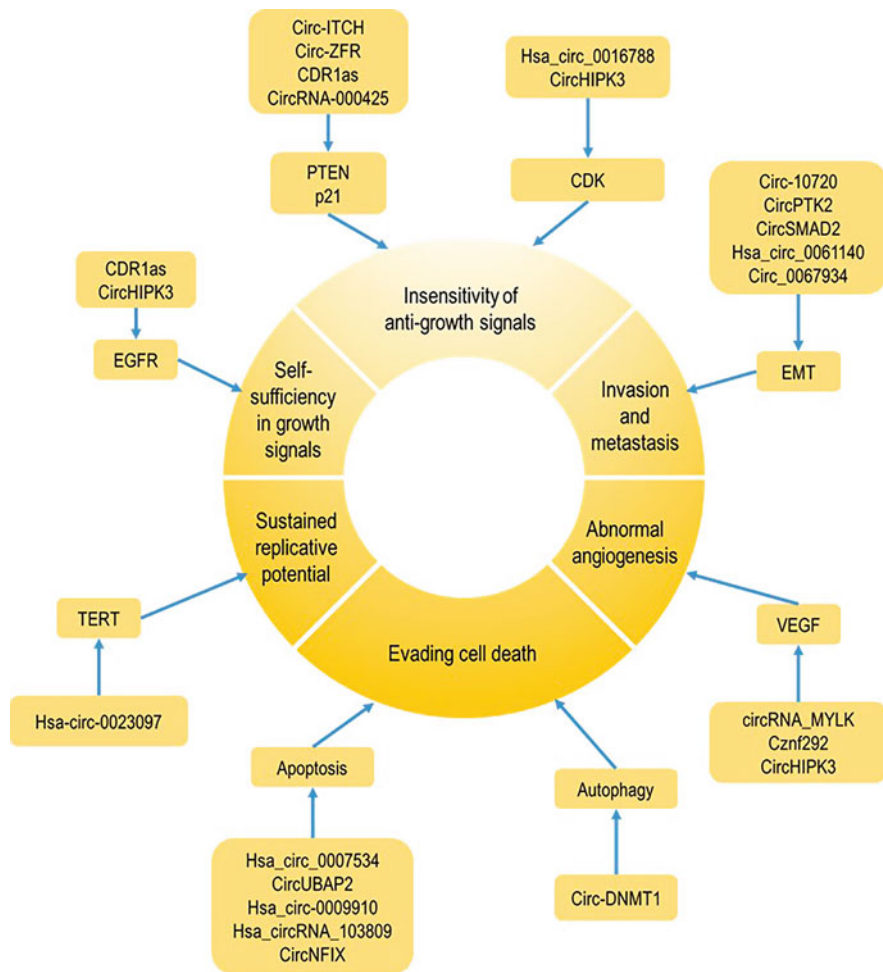 Circ-ITCH
Circ-ZFR
CDR1as
CircRNA-000425
Hsa_circ_0016788
CircHIPK3
PTEN
p21
CDK
Circ-10720
CircPTK2
CircSMAD2
Hsa_circ_0061140
Circ_0067934
CDR1as
CircHIPK3
EGFR
EMT
Insensitivity of
anti-growth signals
Self-
sufficiency
in growth
signals
Invasion
and
metastasis
Sustained
replicative
potential
Abnormal
angiogenesis
Evading cell death
TERT
VEGF
Hsa-circ-0023097
circRNA_MYLK
Cznf292
CircHIPK3
Apoptosis
Autophagy
Hsa_circ_0007534
CircUBAP2
Hsa_circ-0009910
Hsa_circRNA_103809
CircNFIX
Circ-DNMT1